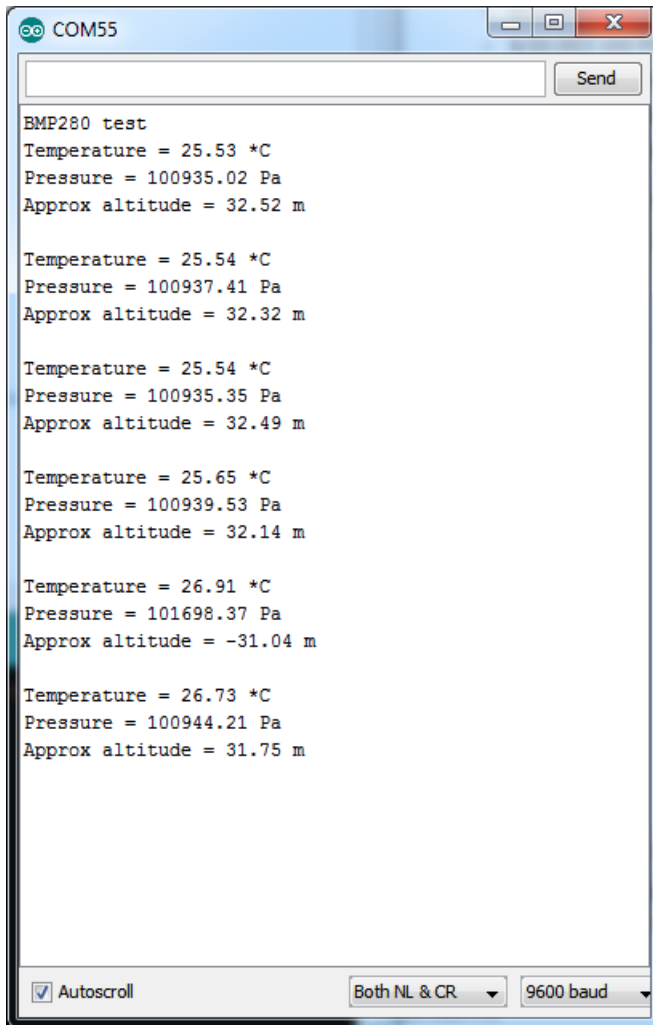 COM55
Send
BMP280 test
Temperature = 25.53 *C
Pressure = 100935.02 Pa
Approx altitude = 32.52 m
Temperature = 25.54 *C
Pressure = 100937.41 Pa
Approx altitude = 32.32 m
Temperature = 25.54 *C
Pressure = 100935.35 Pa
Approx altitude = 32.49 m
Temperature = 25.65 *C
Pressure = 100939.53 Pa
Approx altitude = 32.14 m
Temperature = 26.91 *C
Pressure = 101698.37 Pa
Approx altitude = -31.04 m
Temperature = 26.73 *C
Pressure = 100944.21 Pa
Approx altitude = 31.75 m
Autoscroll Both NL & CR 9600 baud